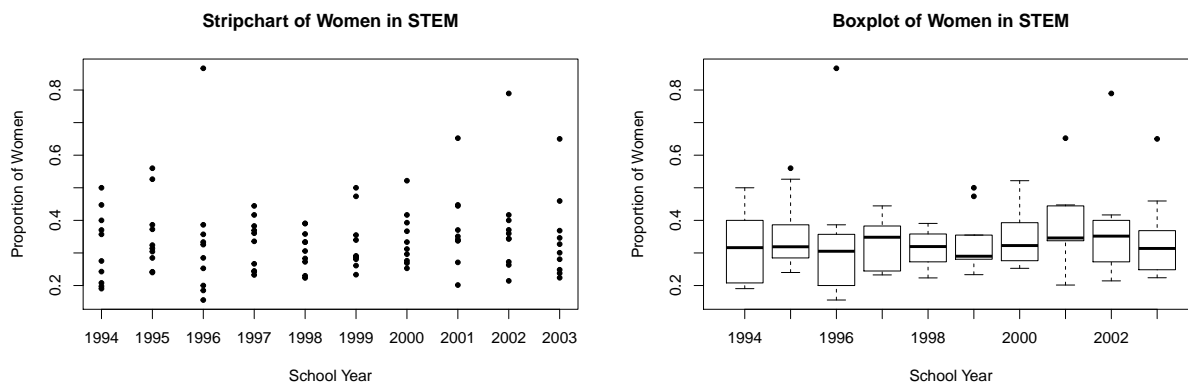 Stripchart of Women in STEM
Proportion of Women
0.8
0.6
0.4
0.2
1994 1995 1996 1997 1998 1999 2000 2001 2002 2003
School Year
Boxplot of Women in STEM
Proportion of Women
0.8
0.6
0.4
0.2
1994 1996 1998 2000 2002
School Year